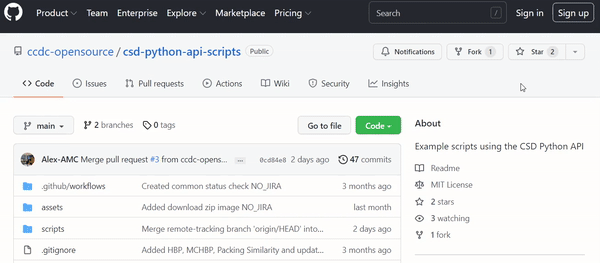 Product Team Enterprise Explore Marketplace Pricing Search / Sign in Sign up
ccdc-opensource / csd-python-api-scripts Public Notifications Fork 1 Star 2
Code Issues Pull requests Actions Wiki Security Insights
main 2 branches 0 tags Go to file Code
About
Example scripts using the CSD Python API
Alex-AMC Merge pull request #3 from ccdc-opens... ... 0cd84e8 2 days ago 47 commits
Readme
.github/workflows Created common status check NO_JIRA 3 months ago
MIT License
assets Added download zip image NO_JIRA last month
2 stars
3 watching
scripts Merge remote-tracking branch 'origin/HEAD' into... 2 days ago
1 fork
.gitignore Added HBP, MCHBP, Packing Similarity and updat... 3 months ago